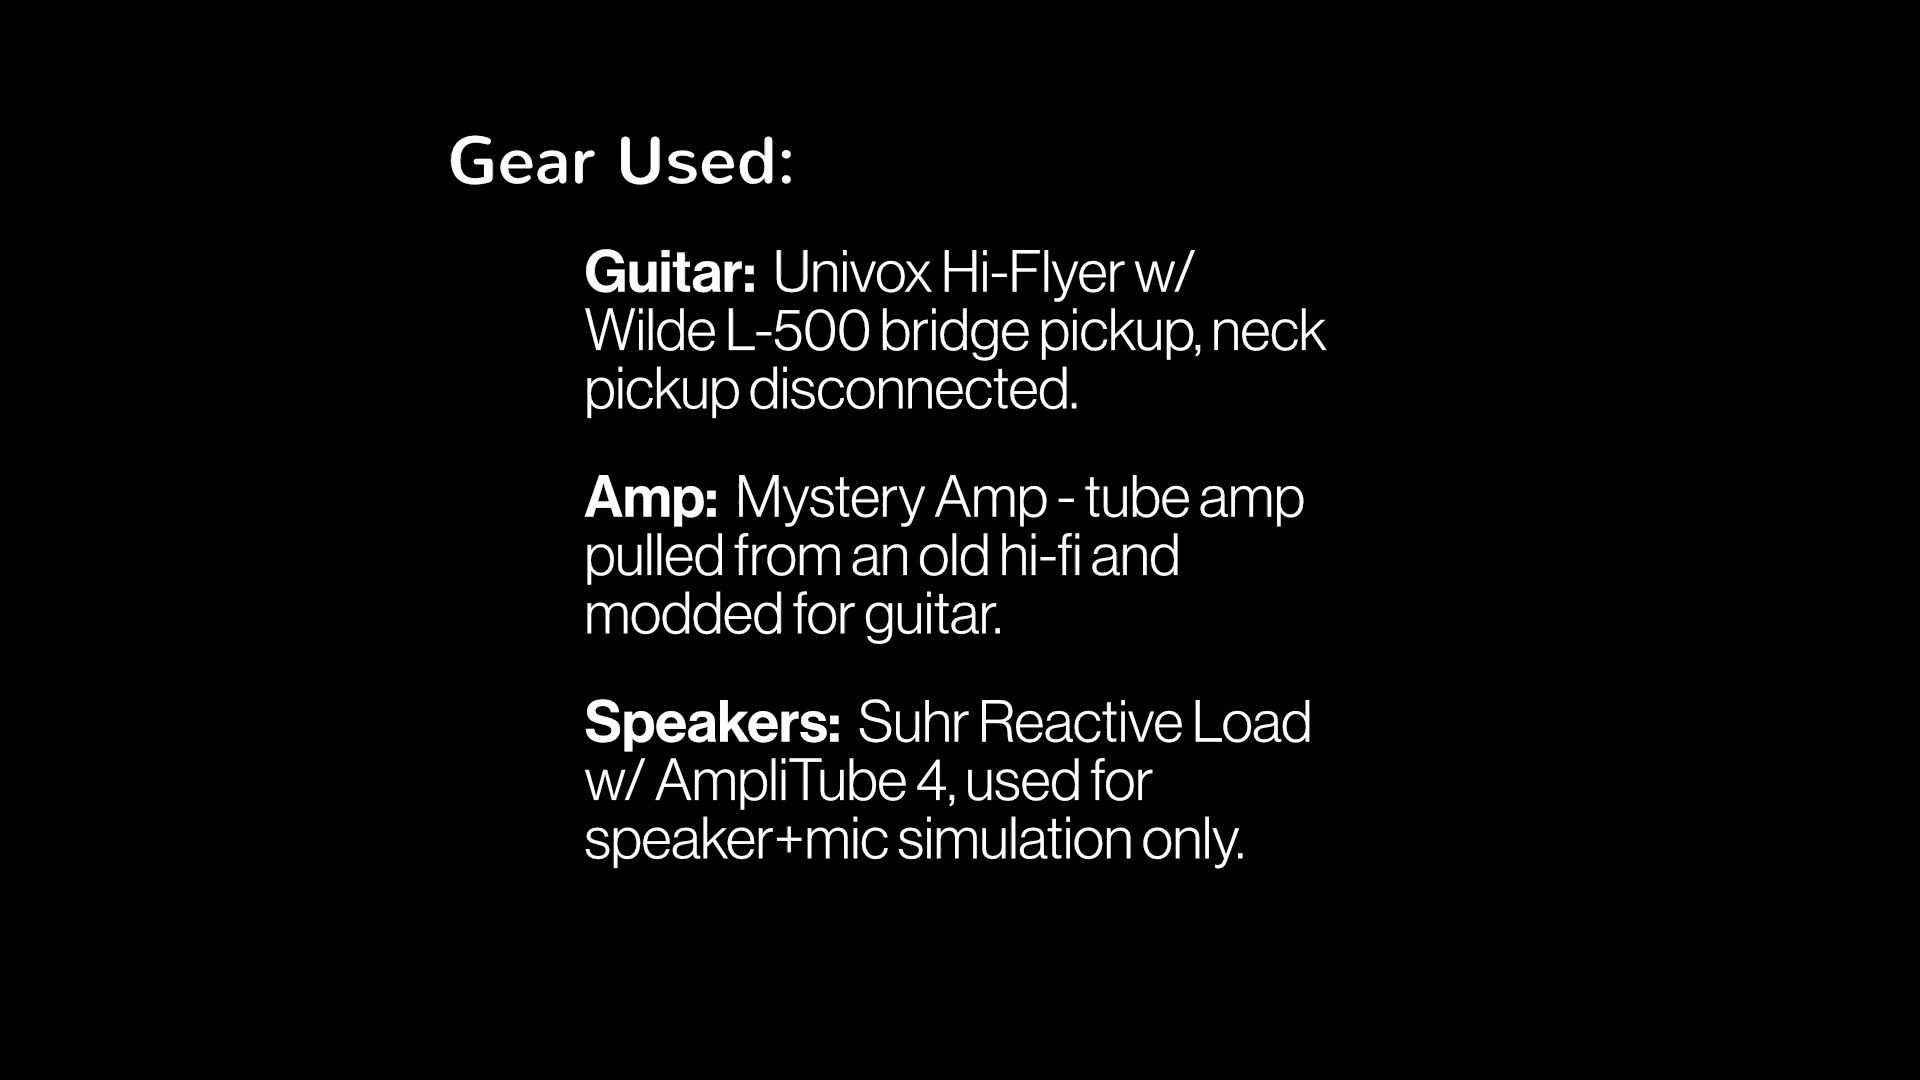 Gear Used:
Guitar: Univox Hi-Flyer w/
Wilde L-500 bridge pickup, neck
pickup disconnected.
Amp: Mystery Amp - tube amp
pulled from an old hi-fi and
modded for guitar.
Speakers: Suhr Reactive Load
w/ AmpliTube 4, used for
speaker+mic simulation only.